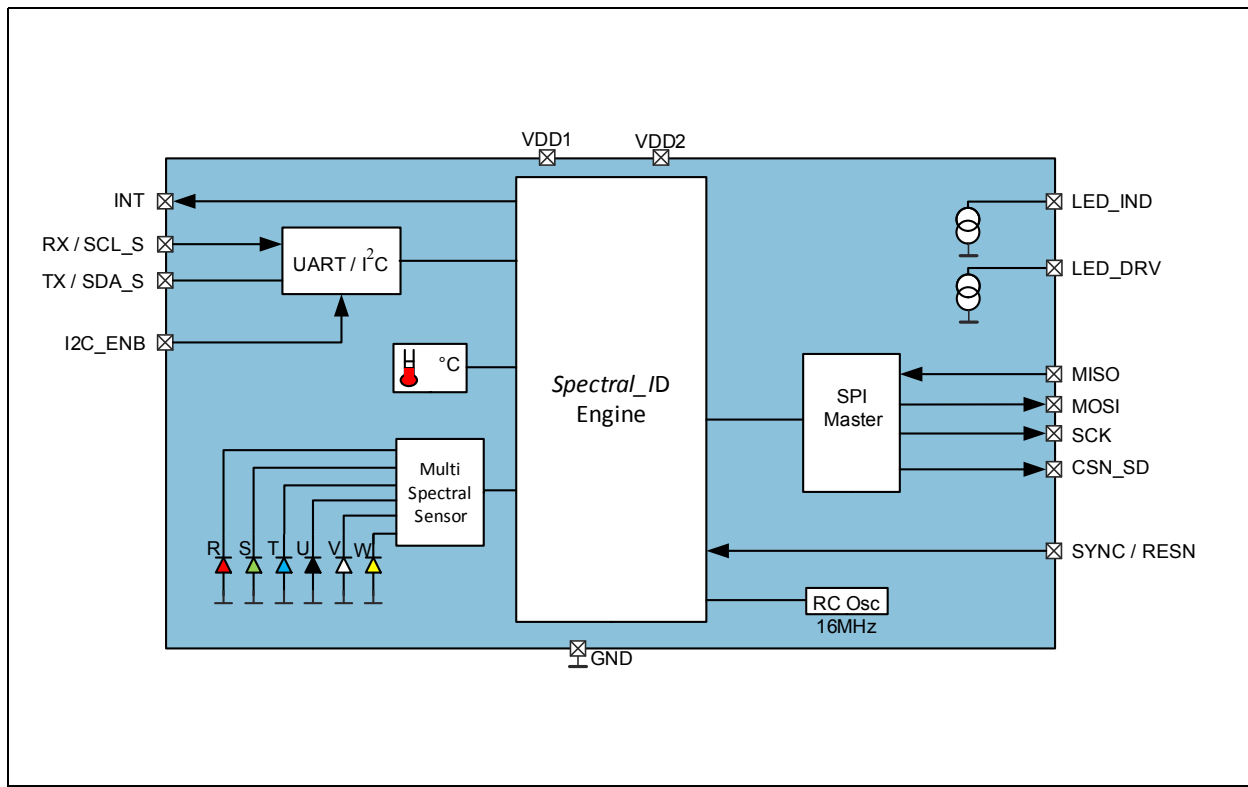 VDD1
VDD2
INT
RX / SCL_S
TX / SDA_S
I2C_ENB
UART / I²C
°C
Spectral_ID
Engine
Multi
Spectral
Sensor
R S T U V W
LED_IND
LED_DRV
SPI
Master
MISO
MOSI
SCK
CSN_SD
SYNC / RESN
RC Osc
16MHz
GND